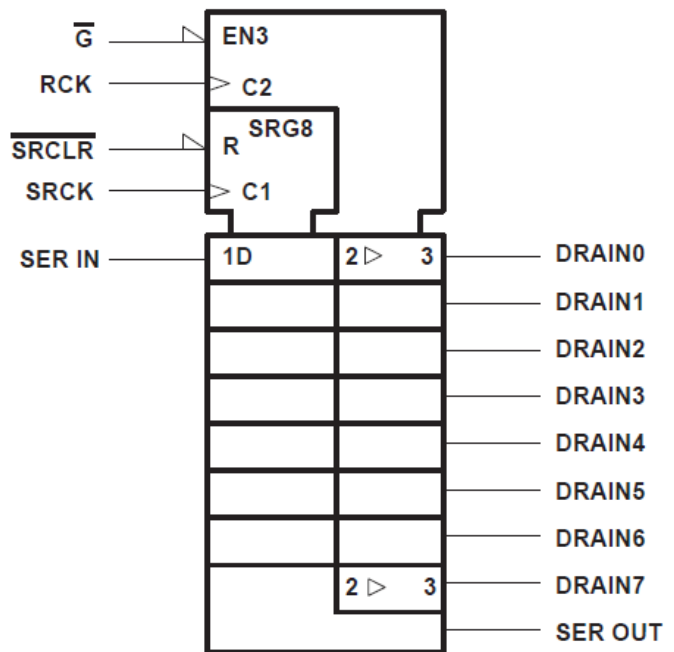 G̅ EN3
RCK C2
SRG8
S̅R̅C̅L̅R̅ R
SRCK C1
SER IN 1D 2 3 DRAIN0
DRAIN1
DRAIN2
DRAIN3
DRAIN4
DRAIN5
DRAIN6
2 3 DRAIN7
SER OUT